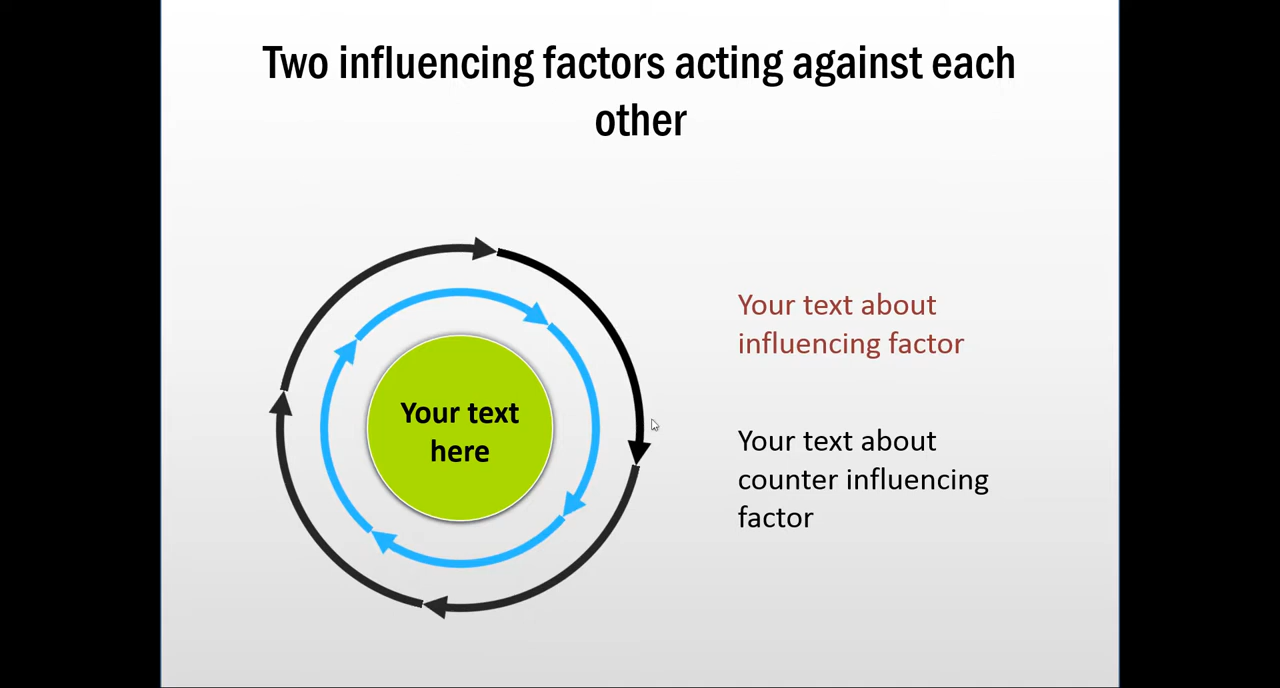 Two influencing factors acting against each
other
Your text
here
Your text about
influencing factor
Your text about
counter influencing
factor